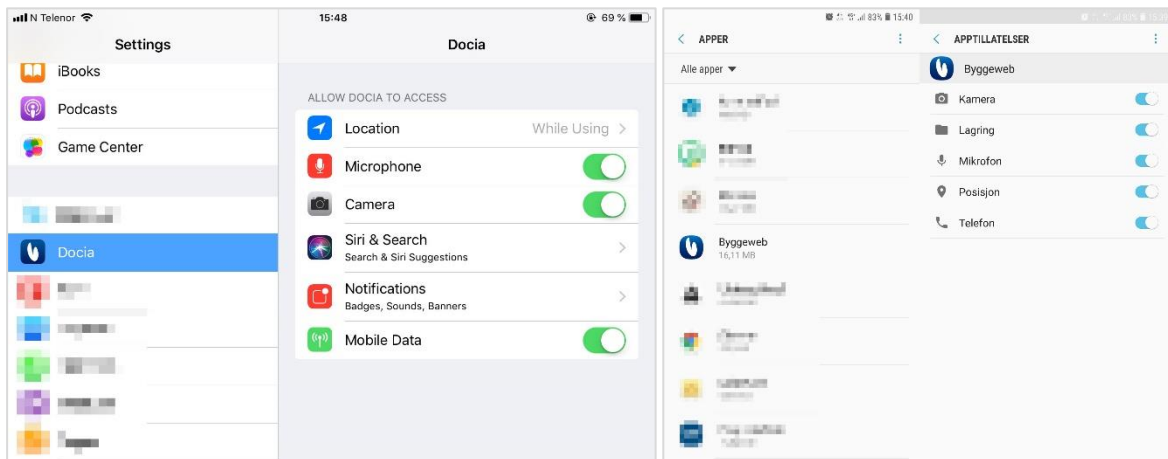 N Telenor
15:48
69 %
Settings
Docia
iBooks
Podcasts
Game Center
Docia
ALLOW DOCIA TO ACCESS
Location While Using
Microphone
Camera
Siri & Search
Search & Siri Suggestions
Notifications
Badges, Sounds, Banners
Mobile Data
83% 15:40
APPER
Alle apper
Byggeweb
16,11 MB
APPTILLATELSER
Byggeweb
Kamera
Lagring
Mikrofon
Posisjon
Telefon